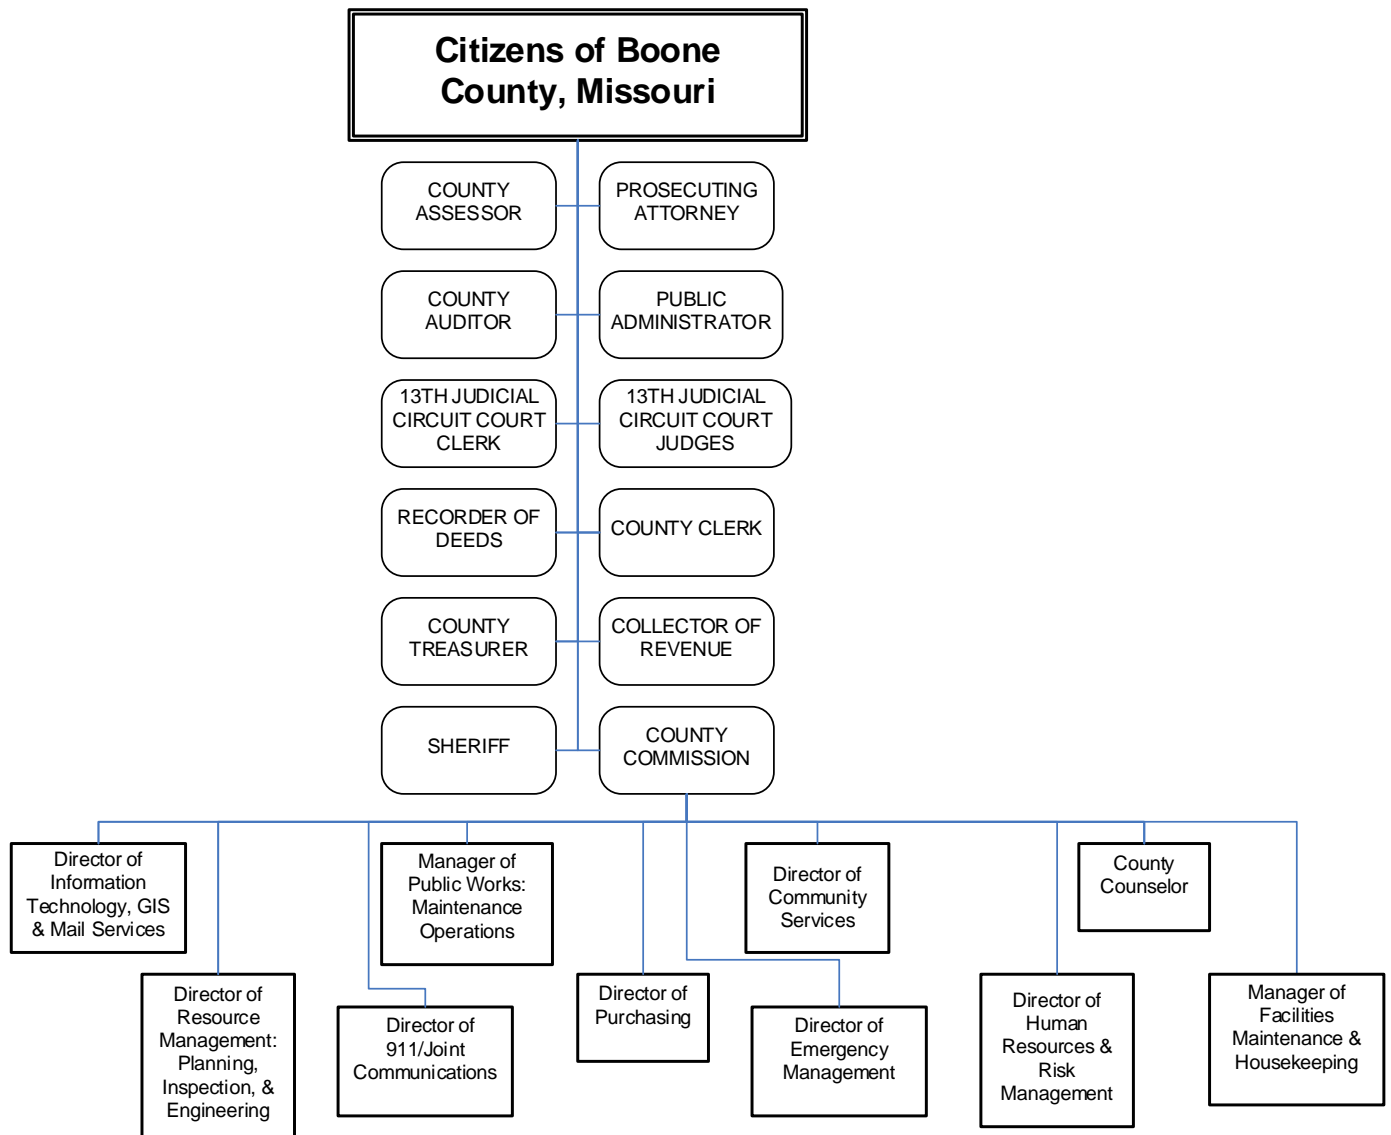 Citizens of Boone
County, Missouri
COUNTY
ASSESSOR
PROSECUTING
ATTORNEY
COUNTY
AUDITOR
PUBLIC
ADMINISTRATOR
13TH JUDICIAL
CIRCUIT COURT
CLERK
13TH JUDICIAL
CIRCUIT COURT
JUDGES
RECORDER OF
DEEDS
COUNTY CLERK
COUNTY
TREASURER
COLLECTOR OF
REVENUE
SHERIFF
COUNTY
COMMISSION
Director of
Information
Technology, GIS
& Mail Services
Manager of
Public Works:
Maintenance
Operations
Director of
Community
Services
County
Counselor
Director of
Resource
Management:
Planning,
Inspection, &
Engineering
Director of
911/Joint
Communications
Director of
Purchasing
Director of
Emergency
Management
Director of
Human
Resources &
Risk
Management
Manager of
Facilities
Maintenance &
Housekeeping